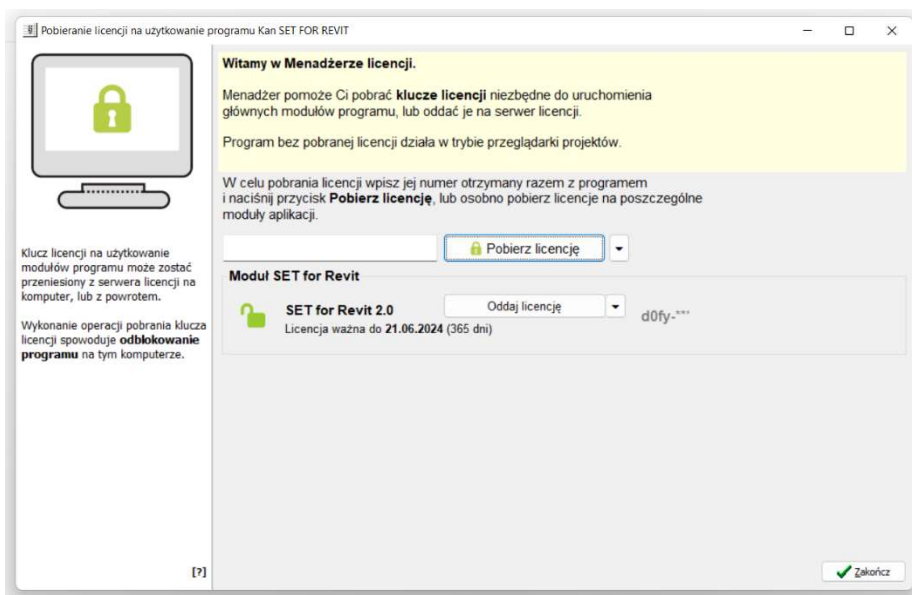 Pobieranie licencji na użytkowanie programu Kan SET FOR REVIT
Witamy w Menadżerze licencji.
Menadżer pomoże Ci pobrać klucze licencji niezbędne do uruchomienia
głównych modułów programu, lub oddać je na serwer licencji.
Program bez pobranej licencji działa w trybie przeglądarki projektów.
W celu pobrania licencji wpisz jej numer otrzymany razem z programem
i naciśnij przycisk Pobierz licencję, lub osobno pobierz licencje na poszczególne
moduły aplikacji.
Pobierz licencję
Klucz licencji na użytkowanie
modułów programu może zostać
przeniesiony z serwera licencji na
komputer, lub z powrotem.
Wykonanie operacji pobrania klucza
licencji spowoduje odblokowanie
programu na tym komputerze.
Moduł SET for Revit
SET for Revit 2.0
Oddaj licencję
d0fy-***
Licencja ważna do 21.06.2024 (365 dni)
[?]
Zakończ